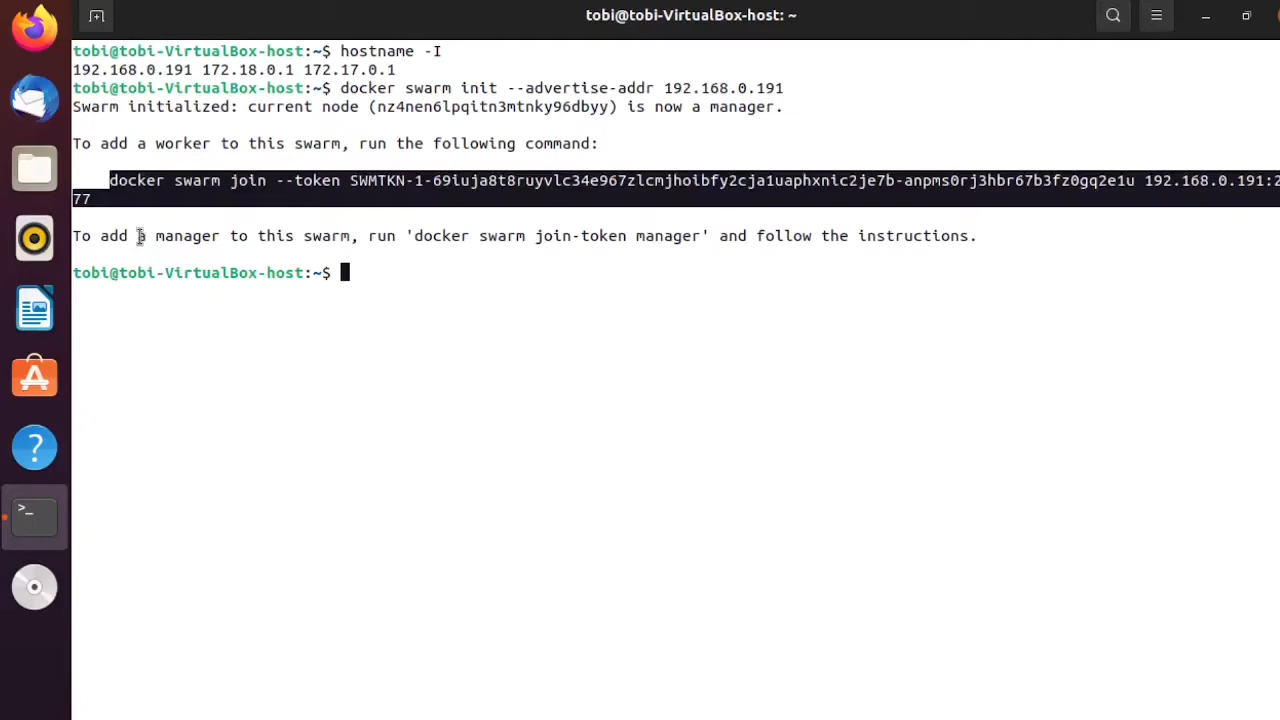 tobi@tobi-VirtualBox-host: ~
tobi@tobi-VirtualBox-host:~$ hostname -I
192.168.0.191 172.18.0.1 172.17.0.1
tobi@tobi-VirtualBox-host:~$ docker swarm init --advertise-addr 192.168.0.191
Swarm initialized: current node (nz4nen6lpqitn3mtnky96dbyy) is now a manager.
To add a worker to this swarm, run the following command:
docker swarm join --token SWMTKN-1-69iuja8t8ruyvlc34e967zlcmjhoibfy2cja1uaphxnic2je7b-anpms0rj3hbr67b3fz0gq2e1u 192.168.0.191:2
77
To add a manager to this swarm, run 'docker swarm join-token manager' and follow the instructions.
tobi@tobi-VirtualBox-host:~$